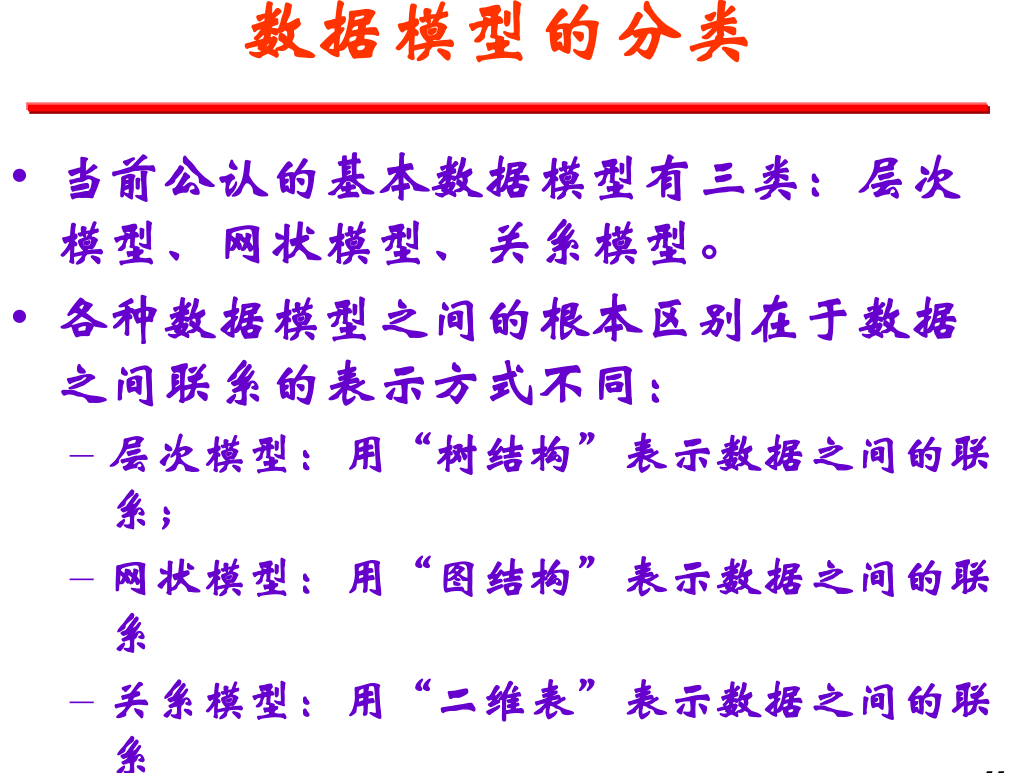 数据模型的分类
• 当前公认的基本数据模型有三类：层次
模型、网状模型、关系模型。
• 各种数据模型之间的根本区别在于数据
之间联系的表示方式不同：
– 层次模型：用“树结构”表示数据之间的联
系；
– 网状模型：用“图结构”表示数据之间的联
系
– 关系模型：用“二维表”表示数据之间的联
系